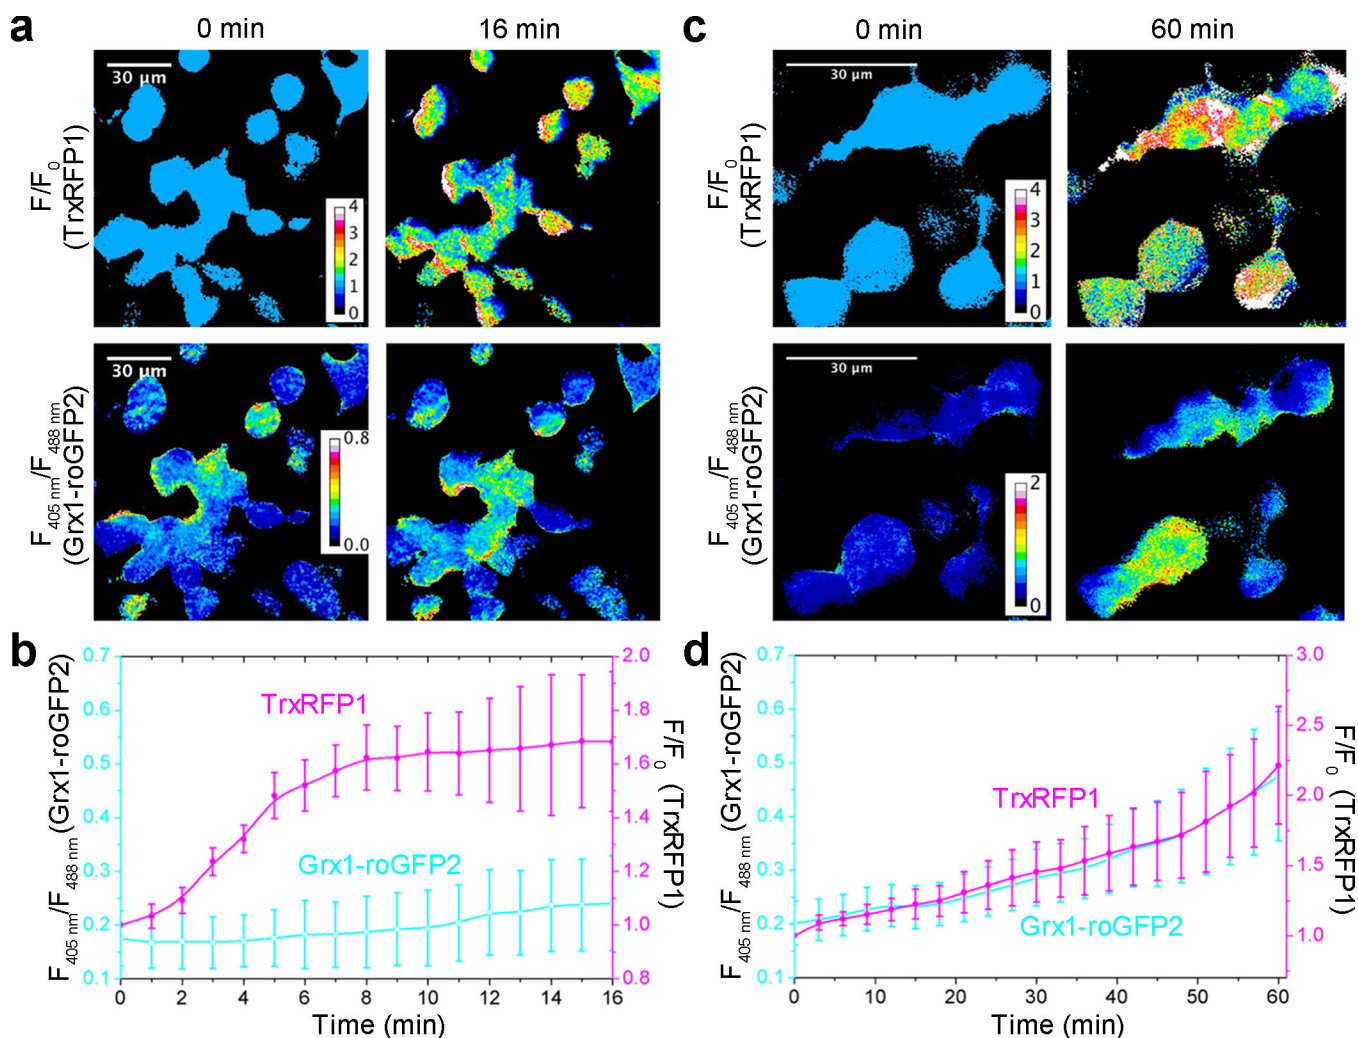 a
0 min
16 min
F/F0
(TrxRFP1)
30 µm
4
3
2
1
0
F405 nm/F488 nm
(Grx1-roGFP2)
30 µm
0.8
0.0
c
0 min
60 min
F/F0
(TrxRFP1)
30 µm
4
3
2
1
0
F405 nm/F488 nm
(Grx1-roGFP2)
30 µm
2
1
0
b
F405 nm/F488 nm (Grx1-roGFP2)
0.7
0.6
0.5
0.4
0.3
0.2
0.1
TrxRFP1
Grx1-roGFP2
2.0
1.8
1.6
1.4
1.2
1.0
0.8
F/F0 (TrxRFP1)
0 2 4 6 8 10 12 14 16
Time (min)
d
F405 nm/F488 nm (Grx1-roGFP2)
0.7
0.6
0.5
0.4
0.3
0.2
0.1
TrxRFP1
Grx1-roGFP2
3.0
2.5
2.0
1.5
1.0
F/F0 (TrxRFP1)
0 10 20 30 40 50 60
Time (min)